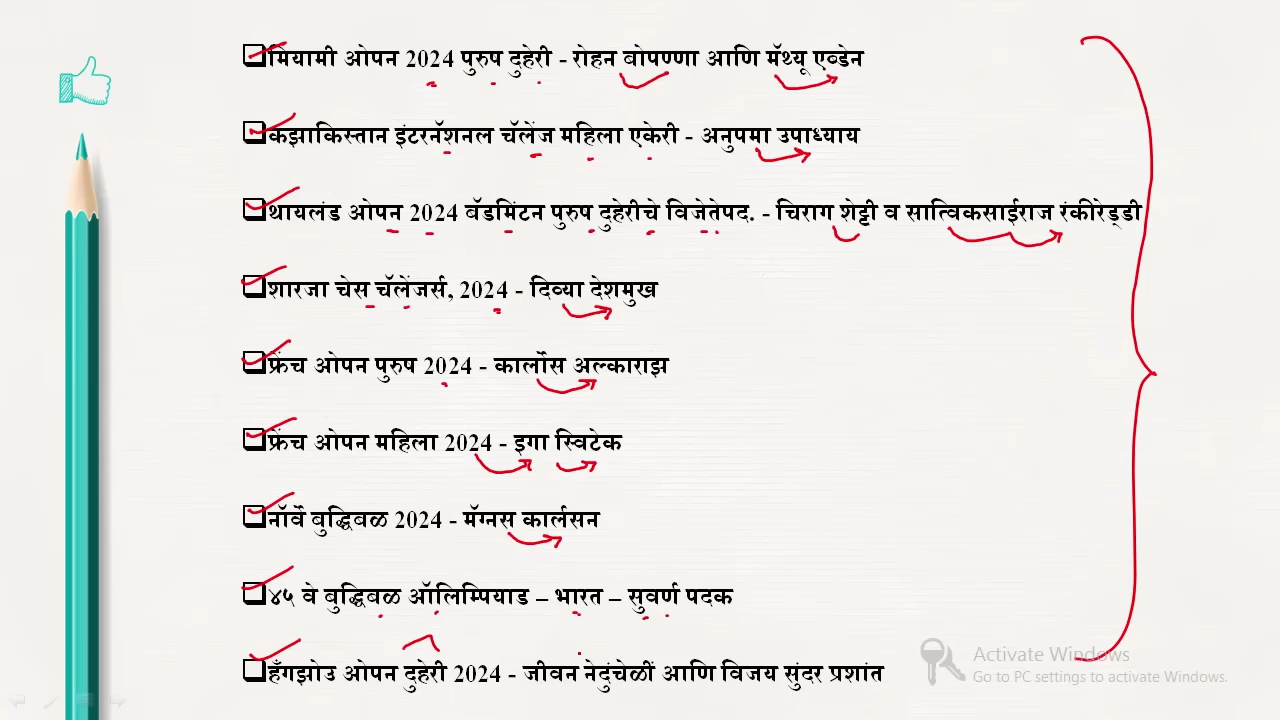 मियामी ओपन 2024 पुरुष दुहेरी - रोहन बोपण्णा आणि मॅथ्यू एव्डेन
कझाकिस्तान इंटरनॅशनल चॅलेंज महिला एकेरी - अनुपमा उपाध्याय
थायलंड ओपन 2024 बॅडमिंटन पुरुष दुहेरीचे विजेतेपद. - चिराग शेट्टी व सात्विकसाईराज रंकीरेड्डी
शारजा चेस चॅलेंजर्स, 2024 - दिव्या देशमुख
फ्रेंच ओपन पुरुष 2024 - कार्लोस अल्काराझ
फ्रेंच ओपन महिला 2024 - इगा स्विटेक
नॉर्वे बुद्धिबळ 2024 - मॅग्नस कार्लसन
४५ वे बुद्धिबळ ऑलिम्पियाड – भारत – सुवर्ण पदक
हँगझोउ ओपन दुहेरी 2024 - जीवन नेदुंचेळीं आणि विजय सुंदर प्रशांत
Activate Windows
Go to PC settings to activate Windows.